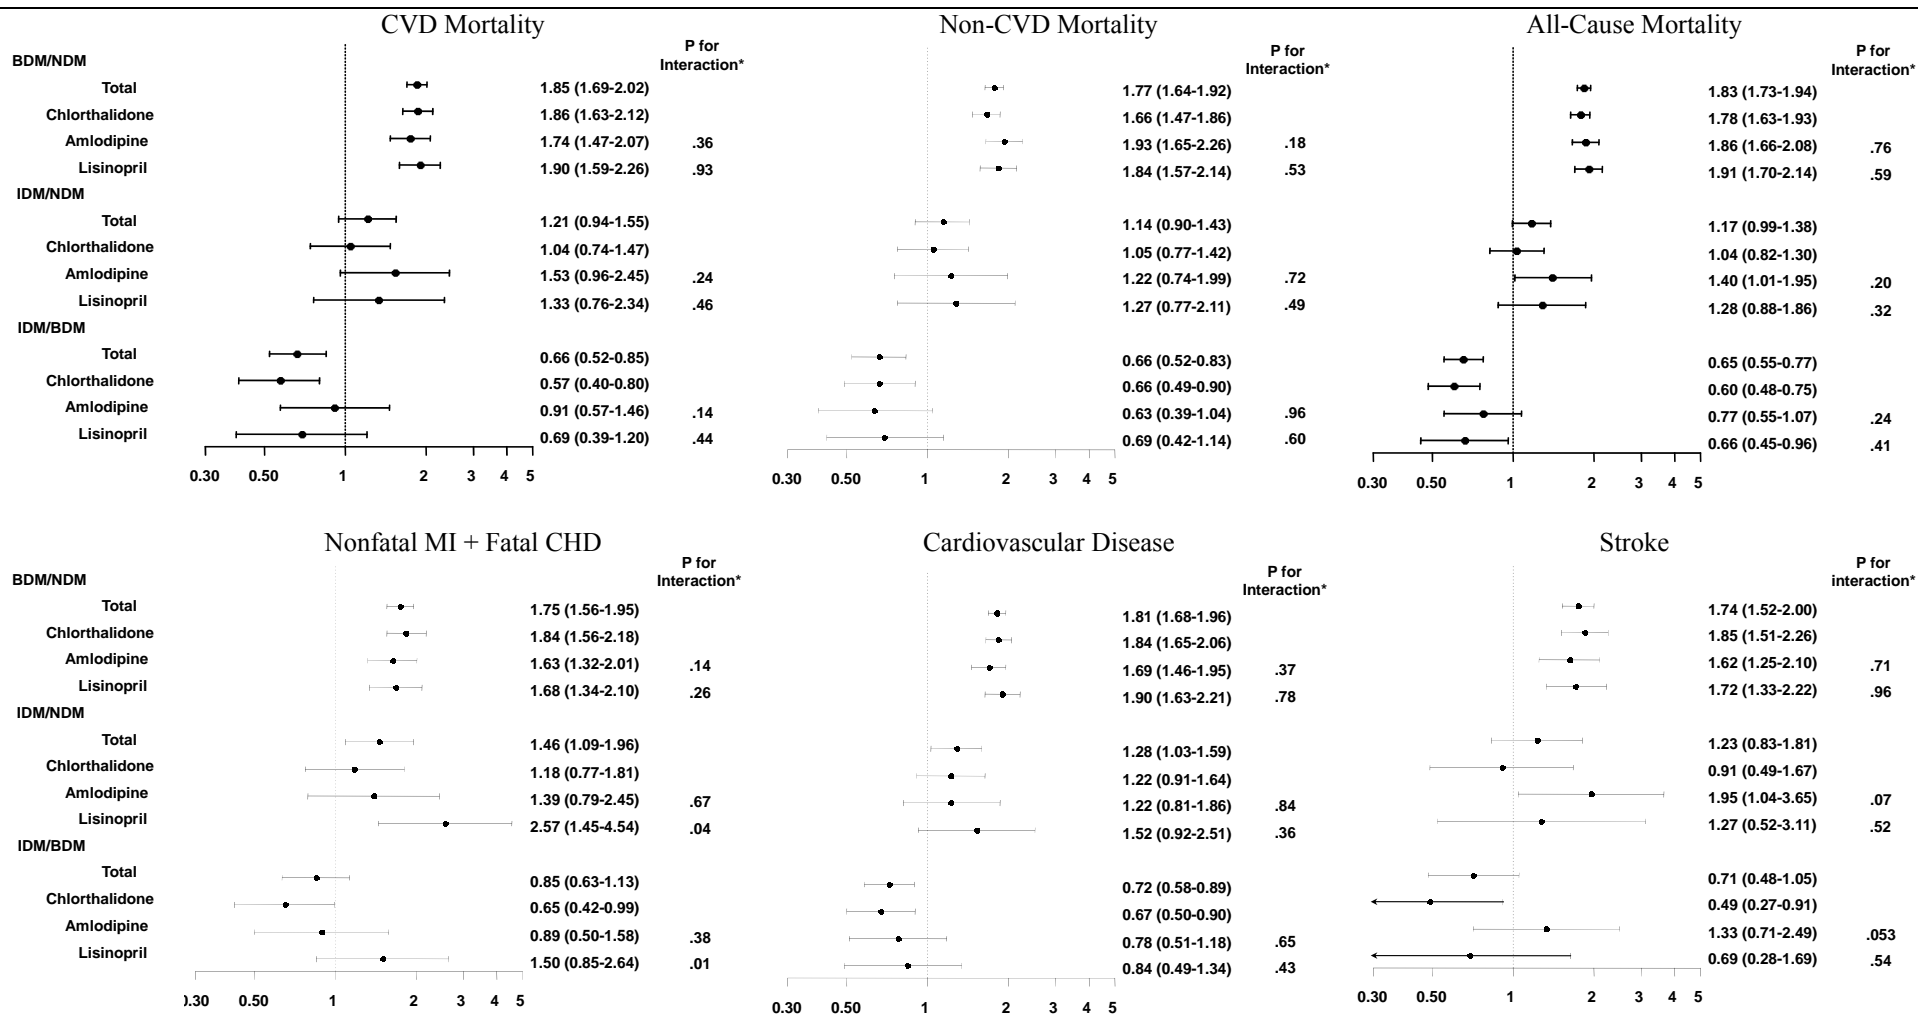 CVD Mortality
P for
Interaction*
BDM/NDM
Total 1.85 (1.69-2.02)
Chlorthalidone 1.86 (1.63-2.12)
Amlodipine 1.74 (1.47-2.07) .36
Lisinopril 1.90 (1.59-2.26) .93
IDM/NDM
Total 1.21 (0.94-1.55)
Chlorthalidone 1.04 (0.74-1.47)
Amlodipine 1.53 (0.96-2.45) .24
Lisinopril 1.33 (0.76-2.34) .46
IDM/BDM
Total 0.66 (0.52-0.85)
Chlorthalidone 0.57 (0.40-0.80)
Amlodipine 0.91 (0.57-1.46) .14
Lisinopril 0.69 (0.39-1.20) .44
0.30 0.50 1 2 3 4 5
Non-CVD Mortality
P for
Interaction*
1.77 (1.64-1.92)
1.66 (1.47-1.86)
1.93 (1.65-2.26) .18
1.84 (1.57-2.14) .53
1.14 (0.90-1.43)
1.05 (0.77-1.42)
1.22 (0.74-1.99) .72
1.27 (0.77-2.11) .49
0.66 (0.52-0.83)
0.66 (0.49-0.90)
0.63 (0.39-1.04) .96
0.69 (0.42-1.14) .60
0.30 0.50 1 2 3 4 5
All-Cause Mortality
P for
Interaction*
1.83 (1.73-1.94)
1.78 (1.63-1.93)
1.86 (1.66-2.08) .76
1.91 (1.70-2.14) .59
1.17 (0.99-1.38)
1.04 (0.82-1.30)
1.40 (1.01-1.95) .20
1.28 (0.88-1.86) .32
0.65 (0.55-0.77)
0.60 (0.48-0.75)
0.77 (0.55-1.07) .24
0.66 (0.45-0.96) .41
0.30 0.50 1 2 3 4 5
Nonfatal MI + Fatal CHD
P for
Interaction*
BDM/NDM
Total 1.75 (1.56-1.95)
Chlorthalidone 1.84 (1.56-2.18)
Amlodipine 1.63 (1.32-2.01) .14
Lisinopril 1.68 (1.34-2.10) .26
IDM/NDM
Total 1.46 (1.09-1.96)
Chlorthalidone 1.18 (0.77-1.81)
Amlodipine 1.39 (0.79-2.45) .67
Lisinopril 2.57 (1.45-4.54) .04
IDM/BDM
Total 0.85 (0.63-1.13)
Chlorthalidone 0.65 (0.42-0.99)
Amlodipine 0.89 (0.50-1.58) .38
Lisinopril 1.50 (0.85-2.64) .01
).30 0.50 1 2 3 4 5
Cardiovascular Disease
P for
Interaction*
1.81 (1.68-1.96)
1.84 (1.65-2.06)
1.69 (1.46-1.95) .37
1.90 (1.63-2.21) .78
1.28 (1.03-1.59)
1.22 (0.91-1.64)
1.22 (0.81-1.86) .84
1.52 (0.92-2.51) .36
0.72 (0.58-0.89)
0.67 (0.50-0.90)
0.78 (0.51-1.18) .65
0.84 (0.49-1.34) .43
0.30 0.50 1 2 3 4 5
Stroke
P for
interaction*
1.74 (1.52-2.00)
1.85 (1.51-2.26)
1.62 (1.25-2.10) .71
1.72 (1.33-2.22) .96
1.23 (0.83-1.81)
0.91 (0.49-1.67)
1.95 (1.04-3.65) .07
1.27 (0.52-3.11) .52
0.71 (0.48-1.05)
0.49 (0.27-0.91)
1.33 (0.71-2.49) .053
0.69 (0.28-1.69) .54
0.30 0.50 1 2 3 4 5